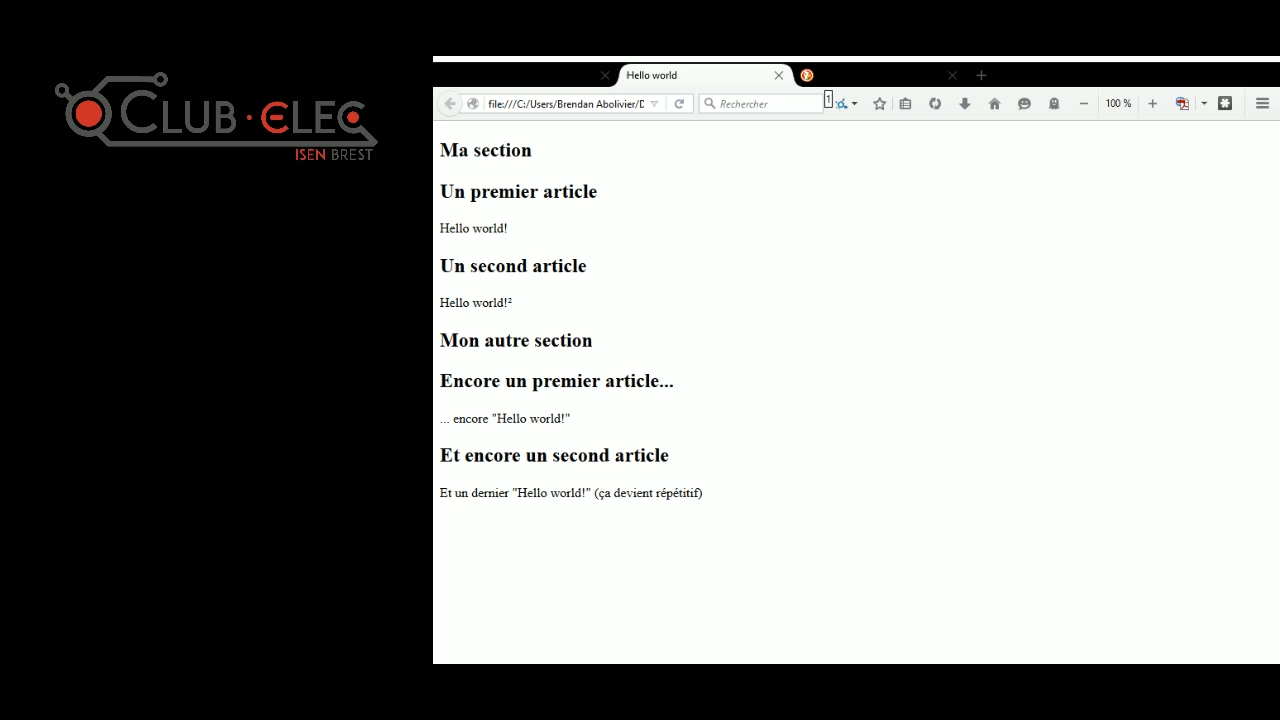 CLUB·ELEC
ISEN BREST
Hello world
file:///C:/Users/Brendan Abolivier/D
Rechercher
1
100 %
Ma section
Un premier article
Hello world!
Un second article
Hello world!²
Mon autre section
Encore un premier article...
... encore "Hello world!"
Et encore un second article
Et un dernier "Hello world!" (ça devient répétitif)